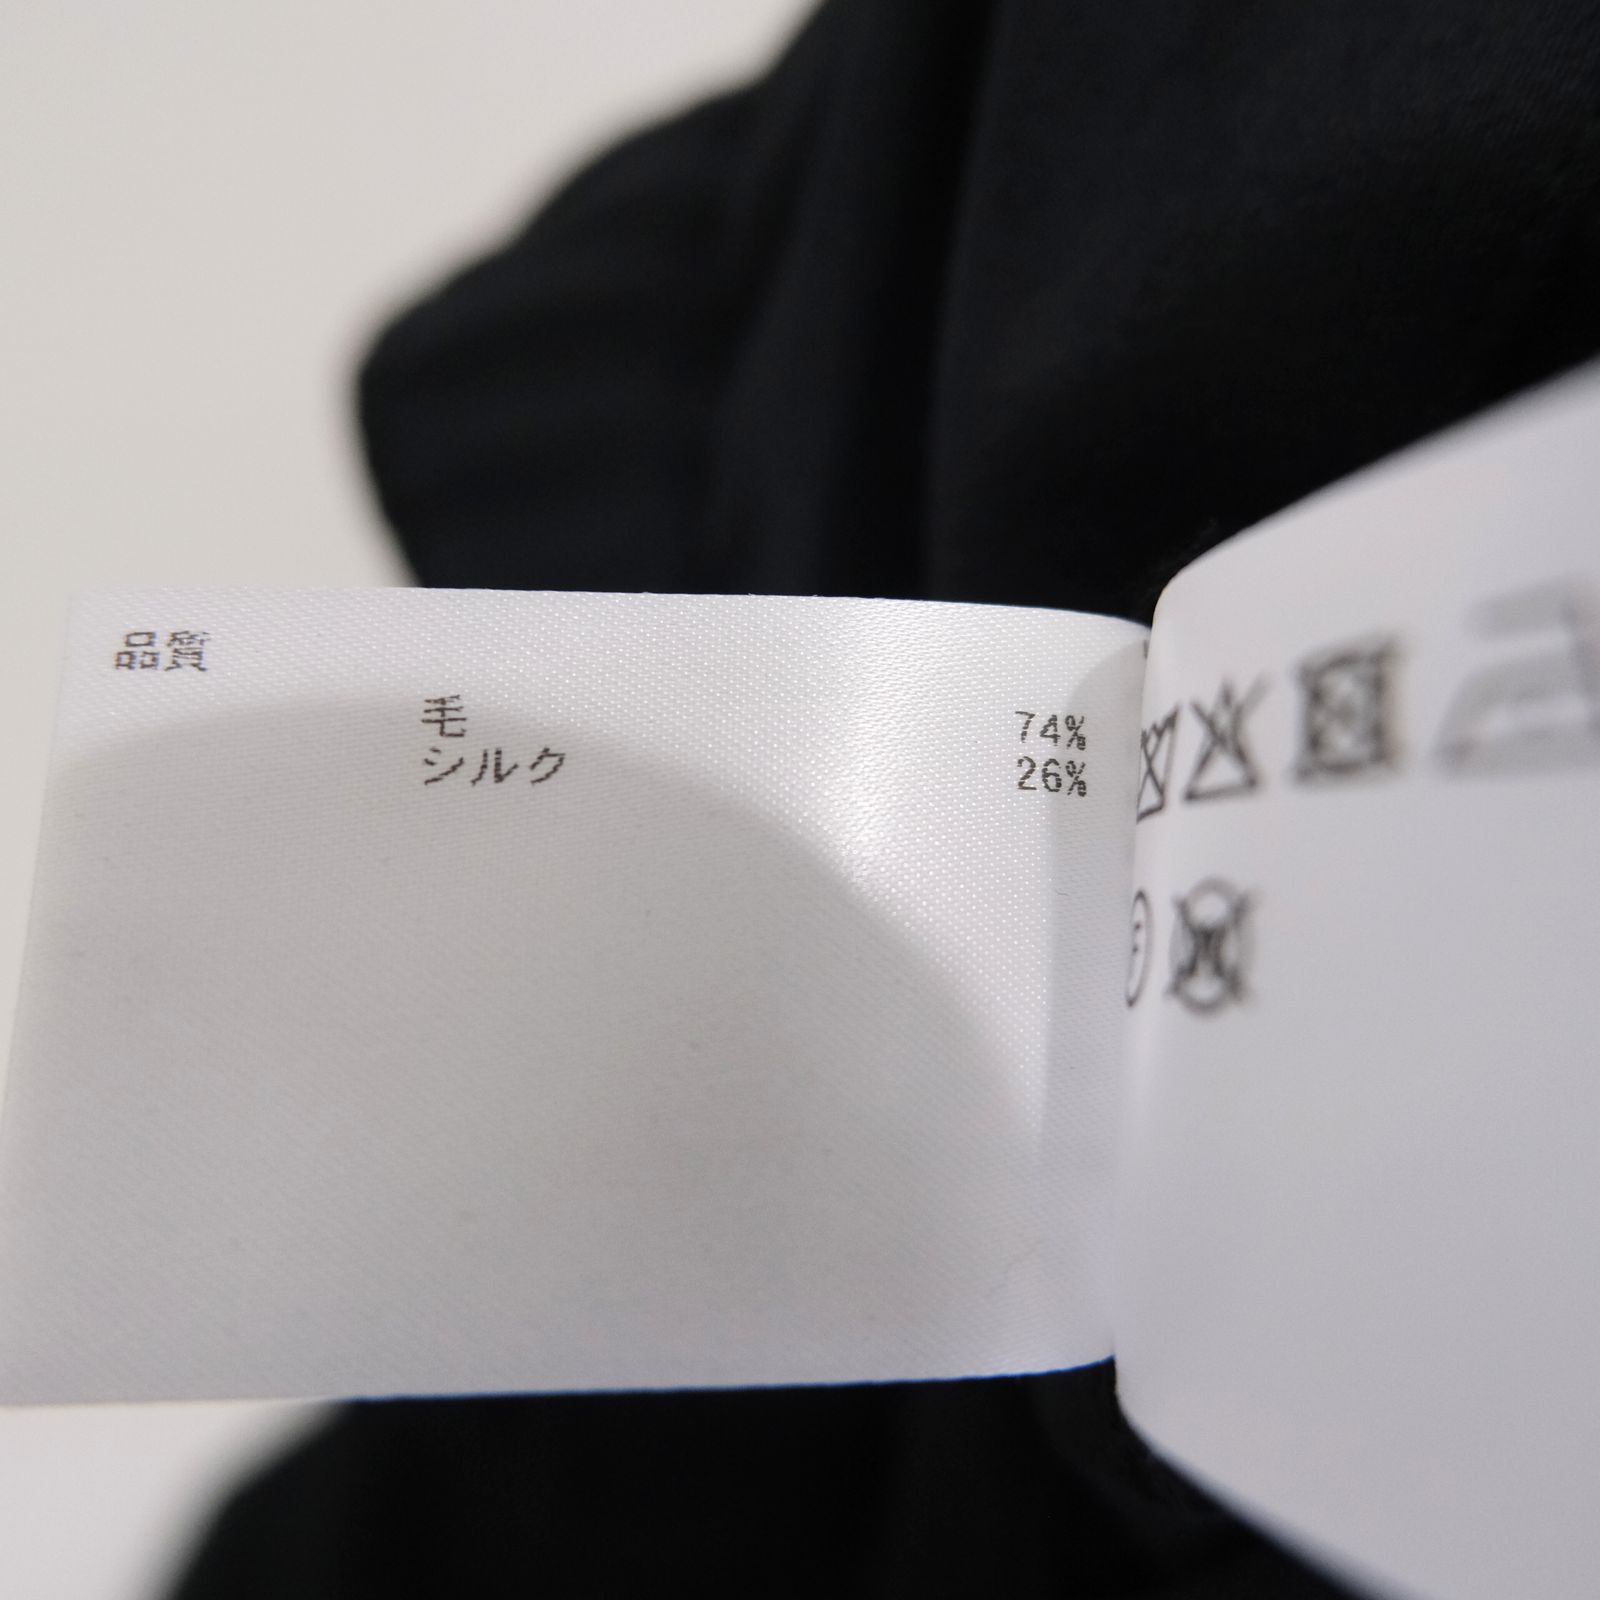 品質
毛 74%
シルク 26%